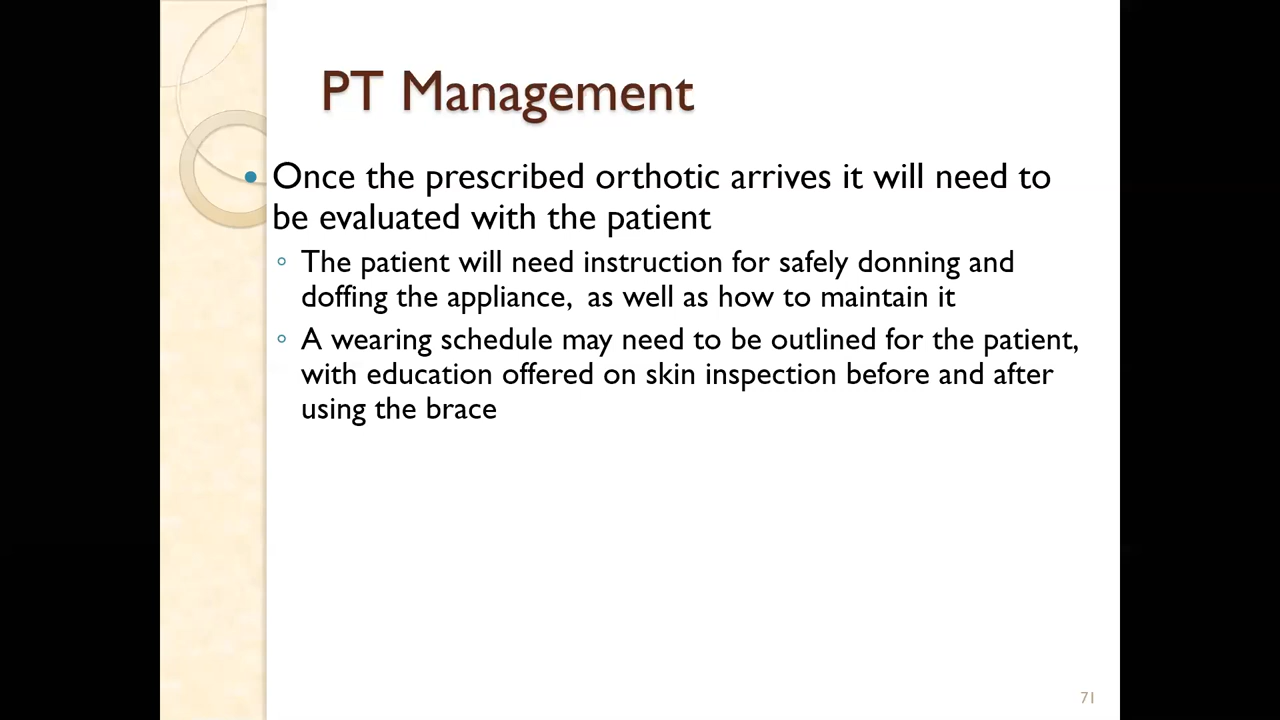 PT Management
• Once the prescribed orthotic arrives it will need to
be evaluated with the patient
◦ The patient will need instruction for safely donning and
doffing the appliance,  as well as how to maintain it
◦ A wearing schedule may need to be outlined for the patient,
with education offered on skin inspection before and after
using the brace
71